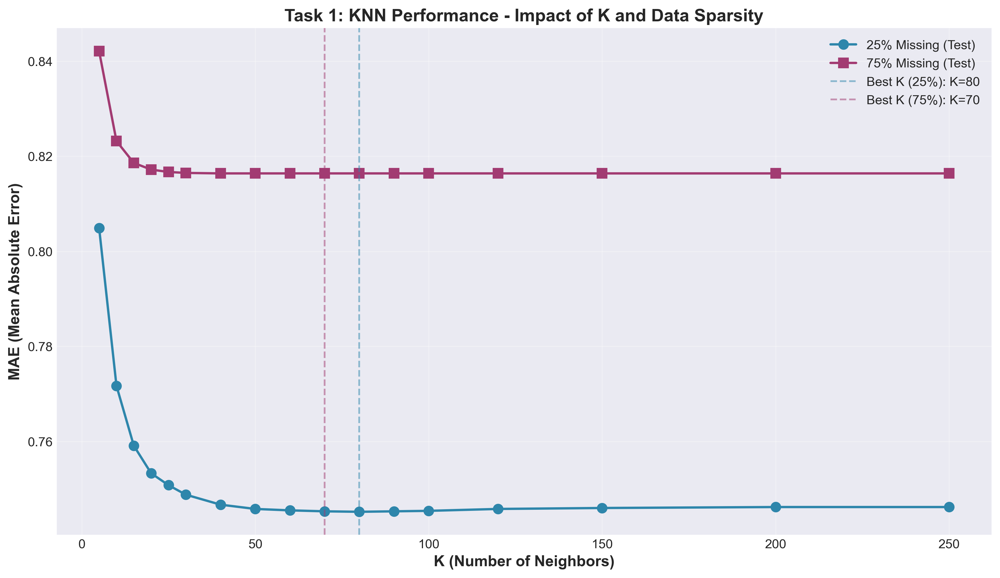 Task 1: KNN Performance - Impact of K and Data Sparsity
25% Missing (Test)
75% Missing (Test)
Best K (25%): K=80
Best K (75%): K=70
MAE (Mean Absolute Error)
0.84
0.82
0.80
0.78
0.76
0 50 100 150 200 250
K (Number of Neighbors)